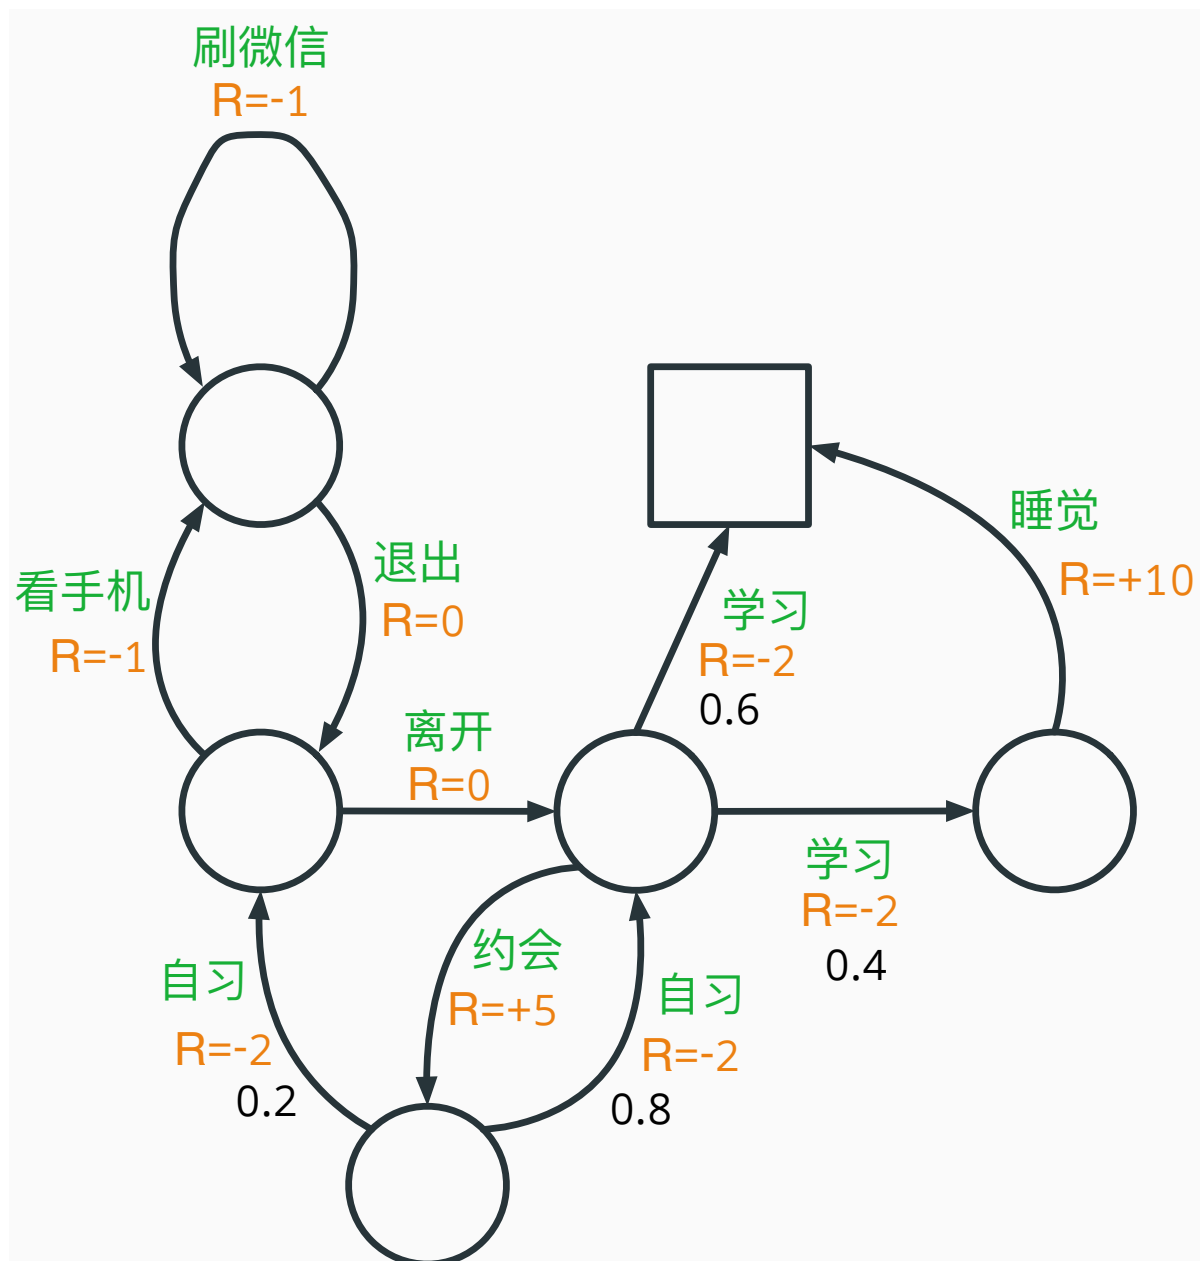 刷微信
R=-1
退出
R=0
看手机
R=-1
睡觉
R=+10
学习
R=-2
0.6
离开
R=0
学习
R=-2
0.4
约会
R=+5
自习
R=-2
0.2
自习
R=-2
0.8